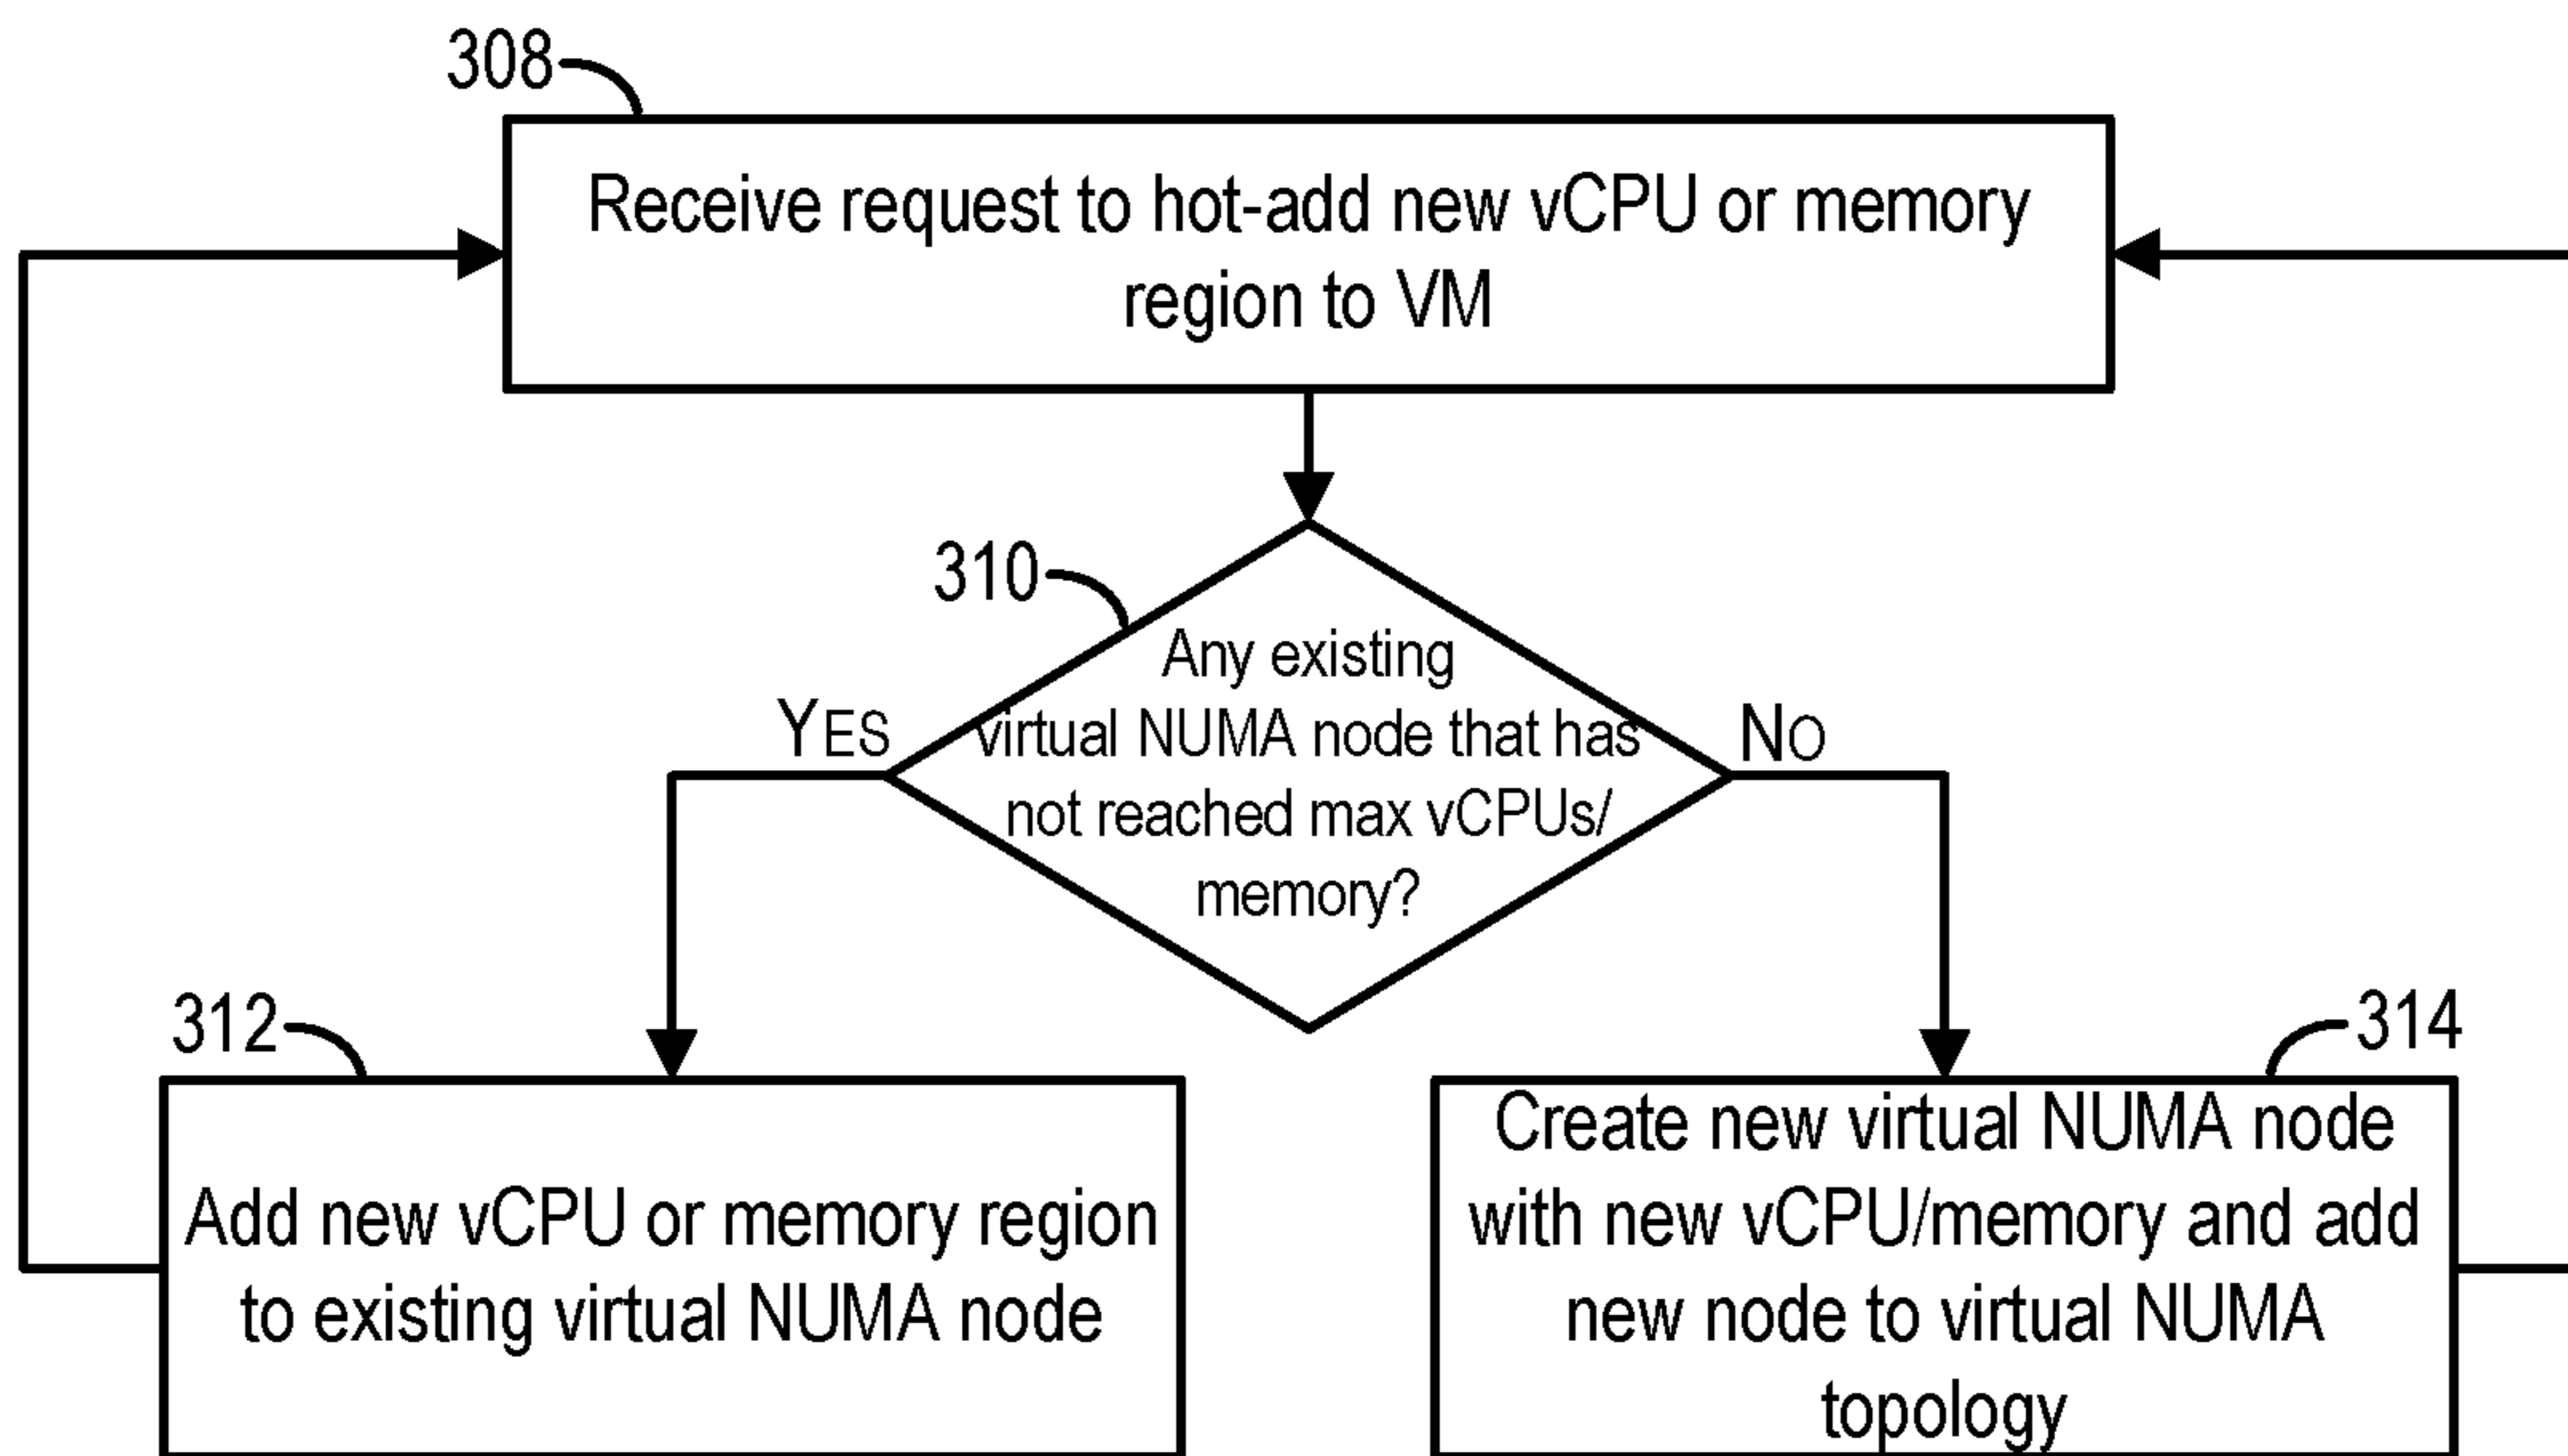 308
Receive request to hot-add new vCPU or memory
region to VM
310
Any existing
virtual NUMA node that has
not reached max vCPUs/
memory?
YES
NO
312
Add new vCPU or memory region
to existing virtual NUMA node
314
Create new virtual NUMA node
with new vCPU/memory and add
new node to virtual NUMA
topology